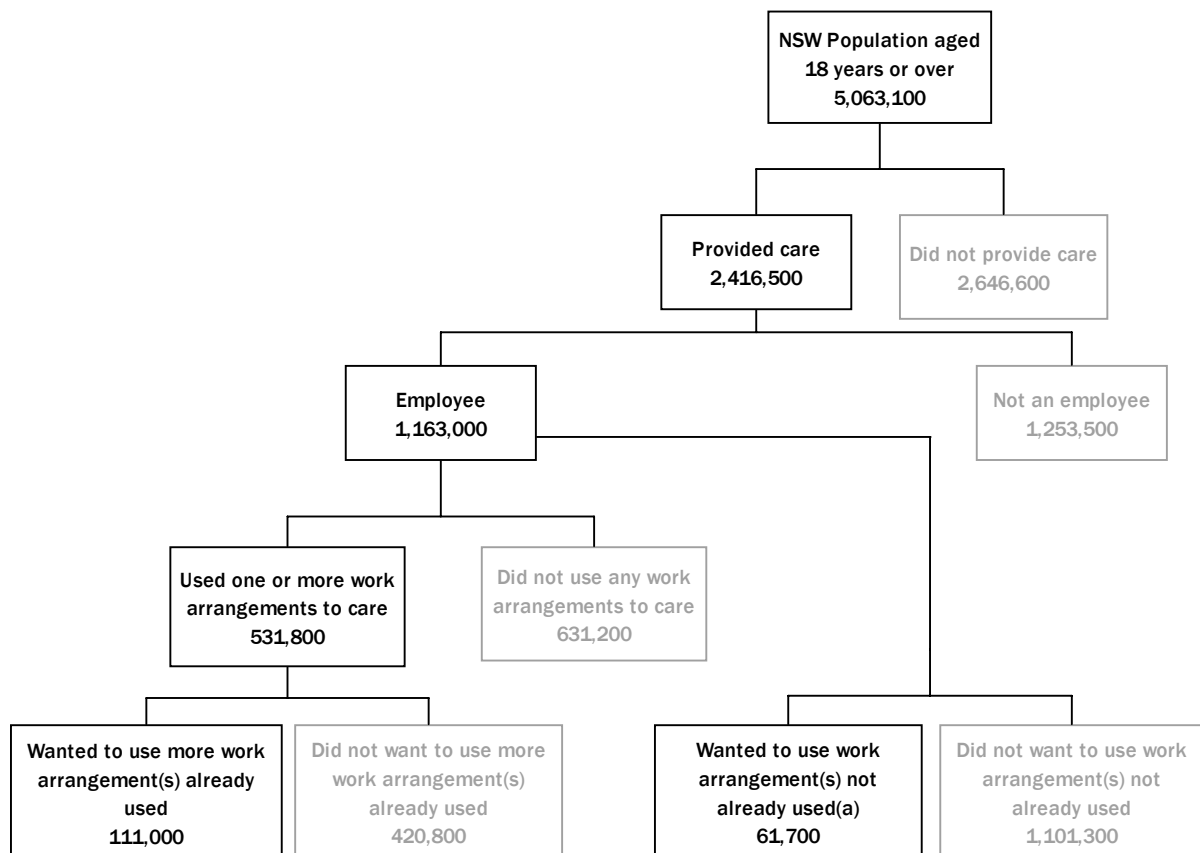 NSW Population aged
18 years or over
5,063,100
Provided care
2,416,500
Did not provide care
2,646,600
Employee
1,163,000
Not an employee
1,253,500
Used one or more work
arrangements to care
531,800
Did not use any work
arrangements to care
631,200
Wanted to use more work
arrangement(s) already
used
111,000
Did not want to use more
work arrangement(s)
already used
420,800
Wanted to use work
arrangement(s) not
already used(a)
61,700
Did not want to use work
arrangement(s) not
already used
1,101,300